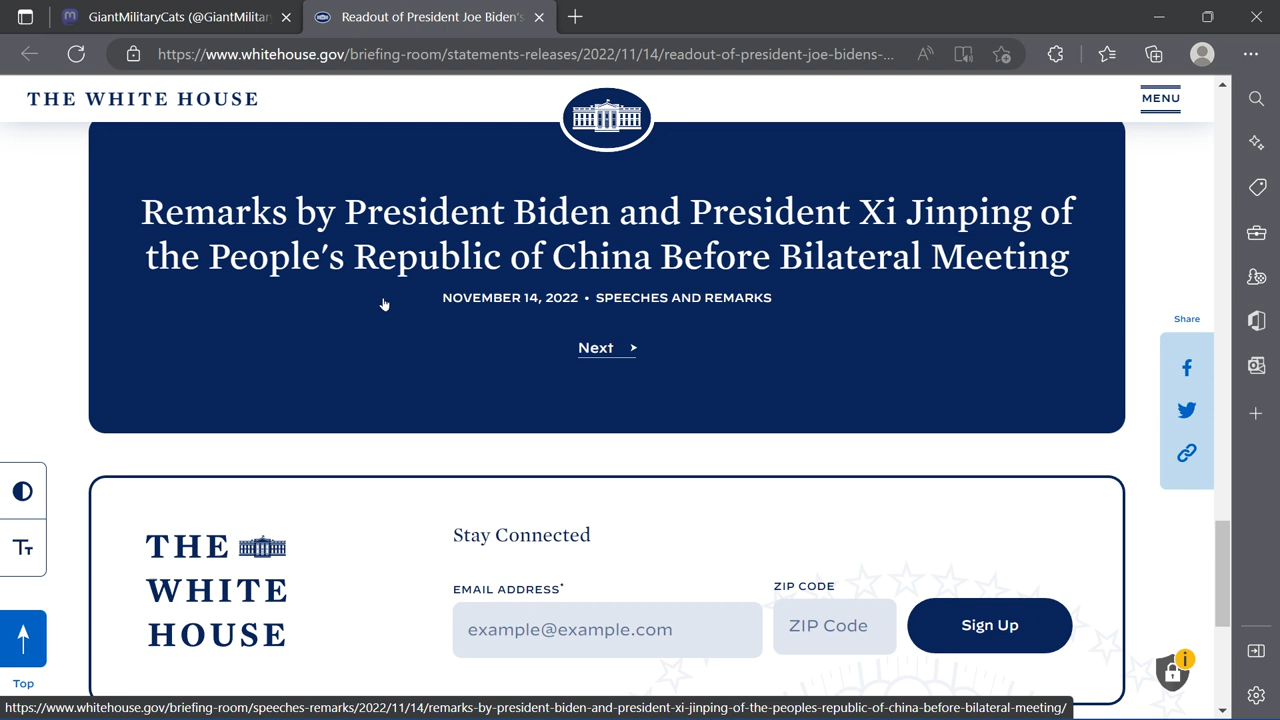 GiantMilitaryCats (@GiantMilitar
Readout of President Joe Biden's
https://www.whitehouse.gov/briefing-room/statements-releases/2022/11/14/readout-of-president-joe-bidens-...
THE WHITE HOUSE
MENU
Remarks by President Biden and President Xi Jinping of
the People’s Republic of China Before Bilateral Meeting
NOVEMBER 14, 2022 • SPEECHES AND REMARKS
Next
Share
Stay Connected
THE
WHITE
HOUSE
EMAIL ADDRESS*
ZIP CODE
example@example.com
ZIP Code
Sign Up
Tт
Top
https://www.whitehouse.gov/briefing-room/speeches-remarks/2022/11/14/remarks-by-president-biden-and-president-xi-jinping-of-the-peoples-republic-of-china-before-bilateral-meeting/